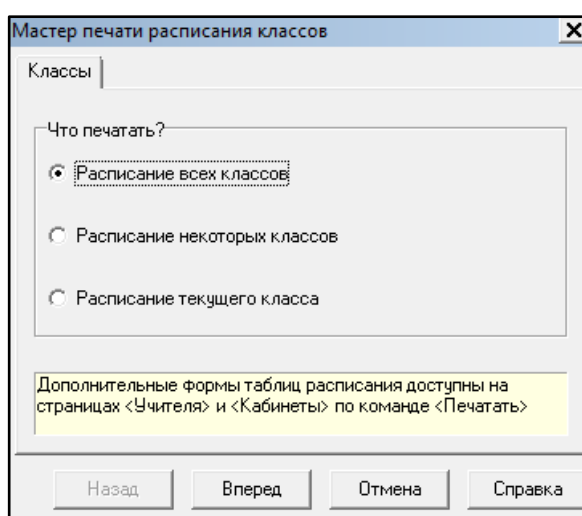 Мастер печати расписания классов
Классы
Что печатать?
Расписание всех классов
Расписание некоторых классов
Расписание текущего класса
Дополнительные формы таблиц расписания доступны на
страницах <Учителя> и <Кабинеты> по команде <Печатать>
Назад Вперед Отмена Справка